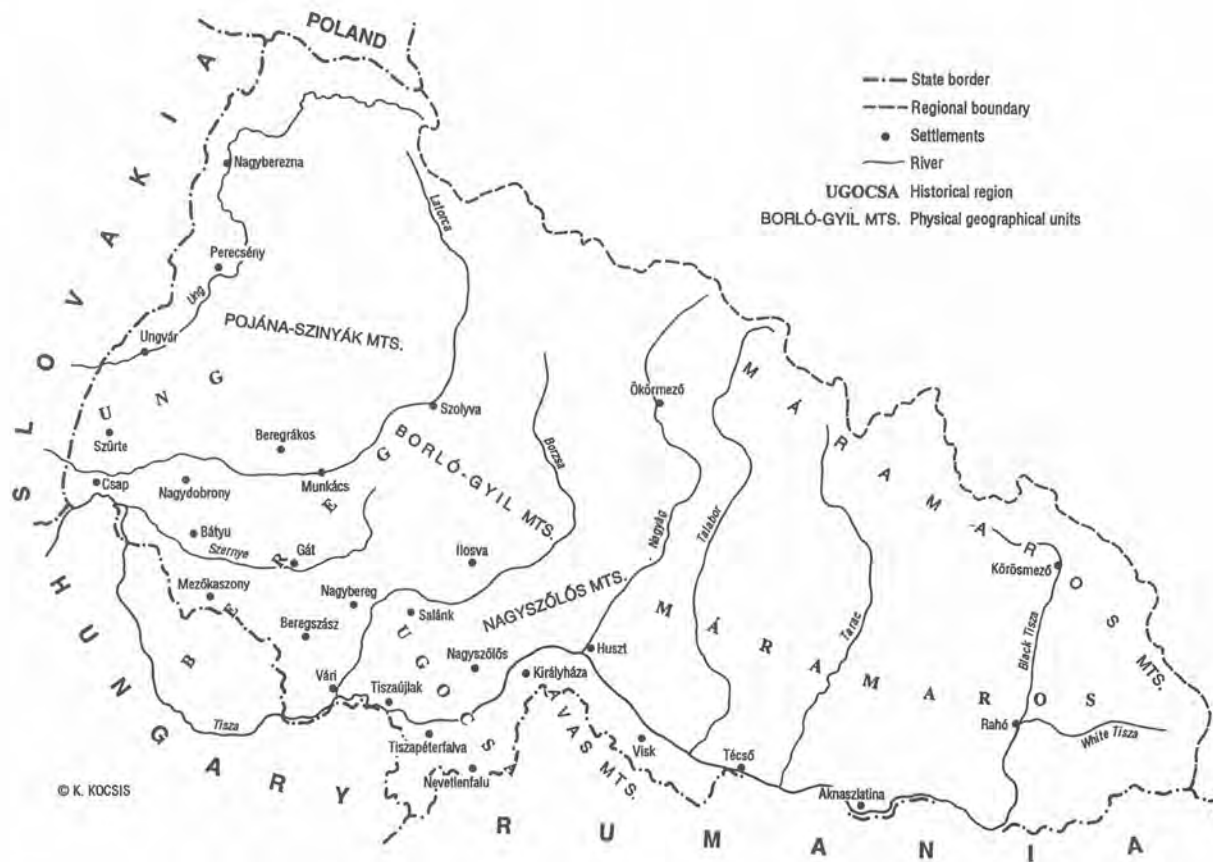 POLAND
SLOVAKIA
HUNGARY
RUMANIA
State border
Regional boundary
Settlements
River
UGOCSA Historical region
BORLÓ-GYIL MTS. Physical geographical units
Nagyberezna
Latorca
Perecsény
Ung
Ungvár
POJÁNA-SZINYÁK MTS.
UNG
Szürte
Szolyva
Ökörmező
MÁRAMAROS MTS.
Beregrákos
BORLÓ-GYIL MTS.
Borzsa
Csap
Nagydobrony
Munkács
BEREG
Nagyág
Talabor
Bátyu
Szernye
Gát
Ilosva
Kőrösmező
Mezőkaszony
Nagybereg
Salánk
NAGYSZŐLŐS MTS.
MÁRAMAROS
Tarac
Black Tisza
Beregszász
UGOCSA
Nagyszőlős
Huszt
Vári
Tiszaújlak
Királyháza
Tisza
Tiszapéterfalva
AVAS MTS.
Visk
Rahó
White Tisza
Nevetlenfalu
Técső
Aknaszlatina
© K. KOCSIS